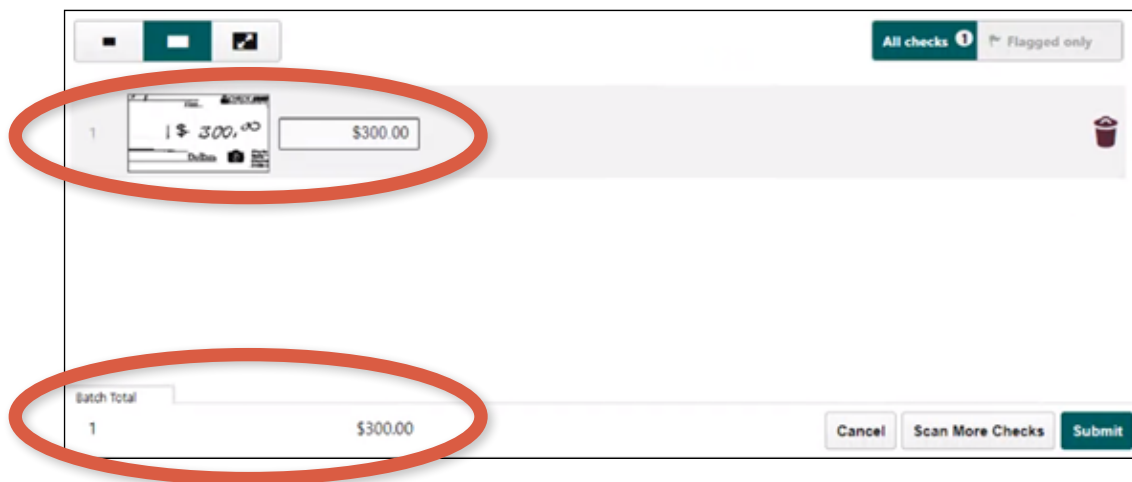 All checks 1 Flagged only
1 $ 300.00 $300.00
Dollars
Batch Total
1 $300.00 Cancel Scan More Checks Submit